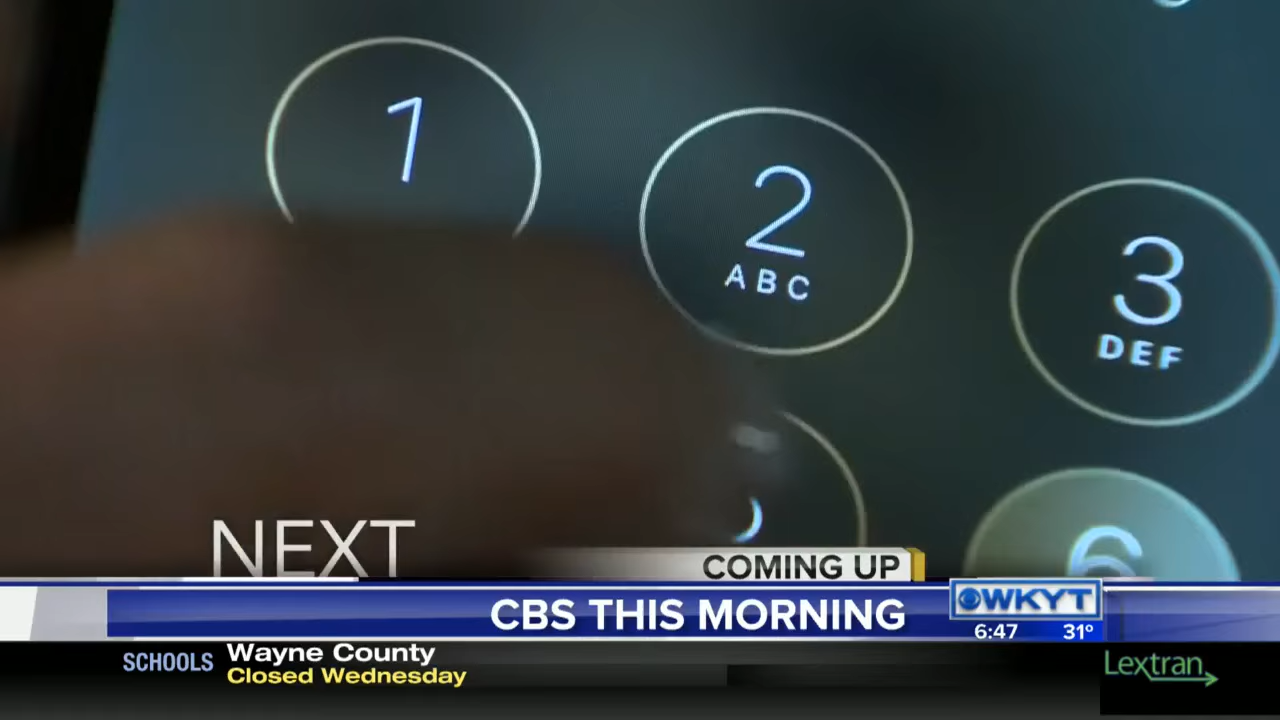 1
2
ABC
3
DEF
6
NEXT
COMING UP
CBS THIS MORNING
WKYT
6:47 31°
SCHOOLS Wayne County
Closed Wednesday
Lextran